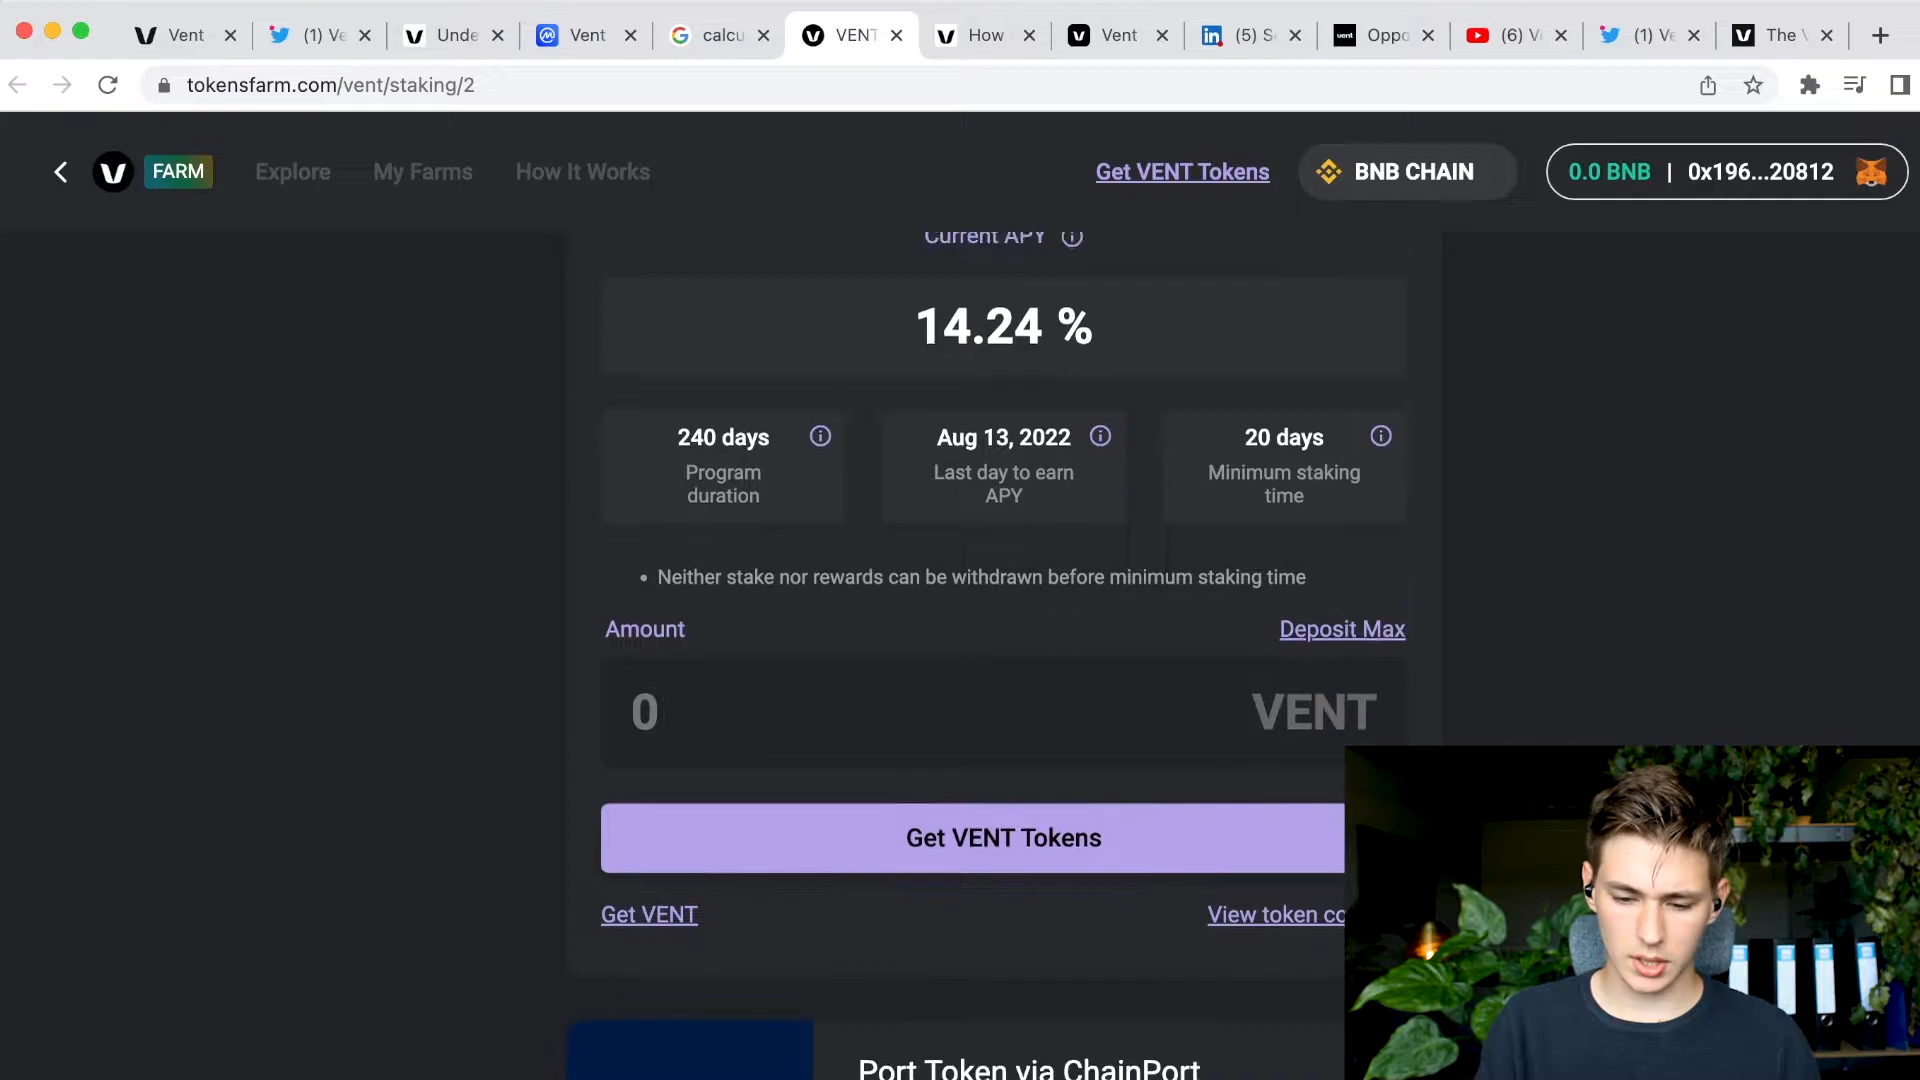 Vent
(1) Ve
Unde
Vent
calcu
VENT
How
Vent
(5) S
Oppo
(6) V
(1) Ve
The
tokensfarm.com/vent/staking/2
FARM
Explore
My Farms
How It Works
Get VENT Tokens
BNB CHAIN
0.0 BNB | 0x196...20812
Current APY
14.24 %
240 days
Program
duration
Aug 13, 2022
Last day to earn
APY
20 days
Minimum staking
time
• Neither stake nor rewards can be withdrawn before minimum staking time
Amount
Deposit Max
0
VENT
Get VENT Tokens
Get VENT
View token co
Port Token via ChainPort